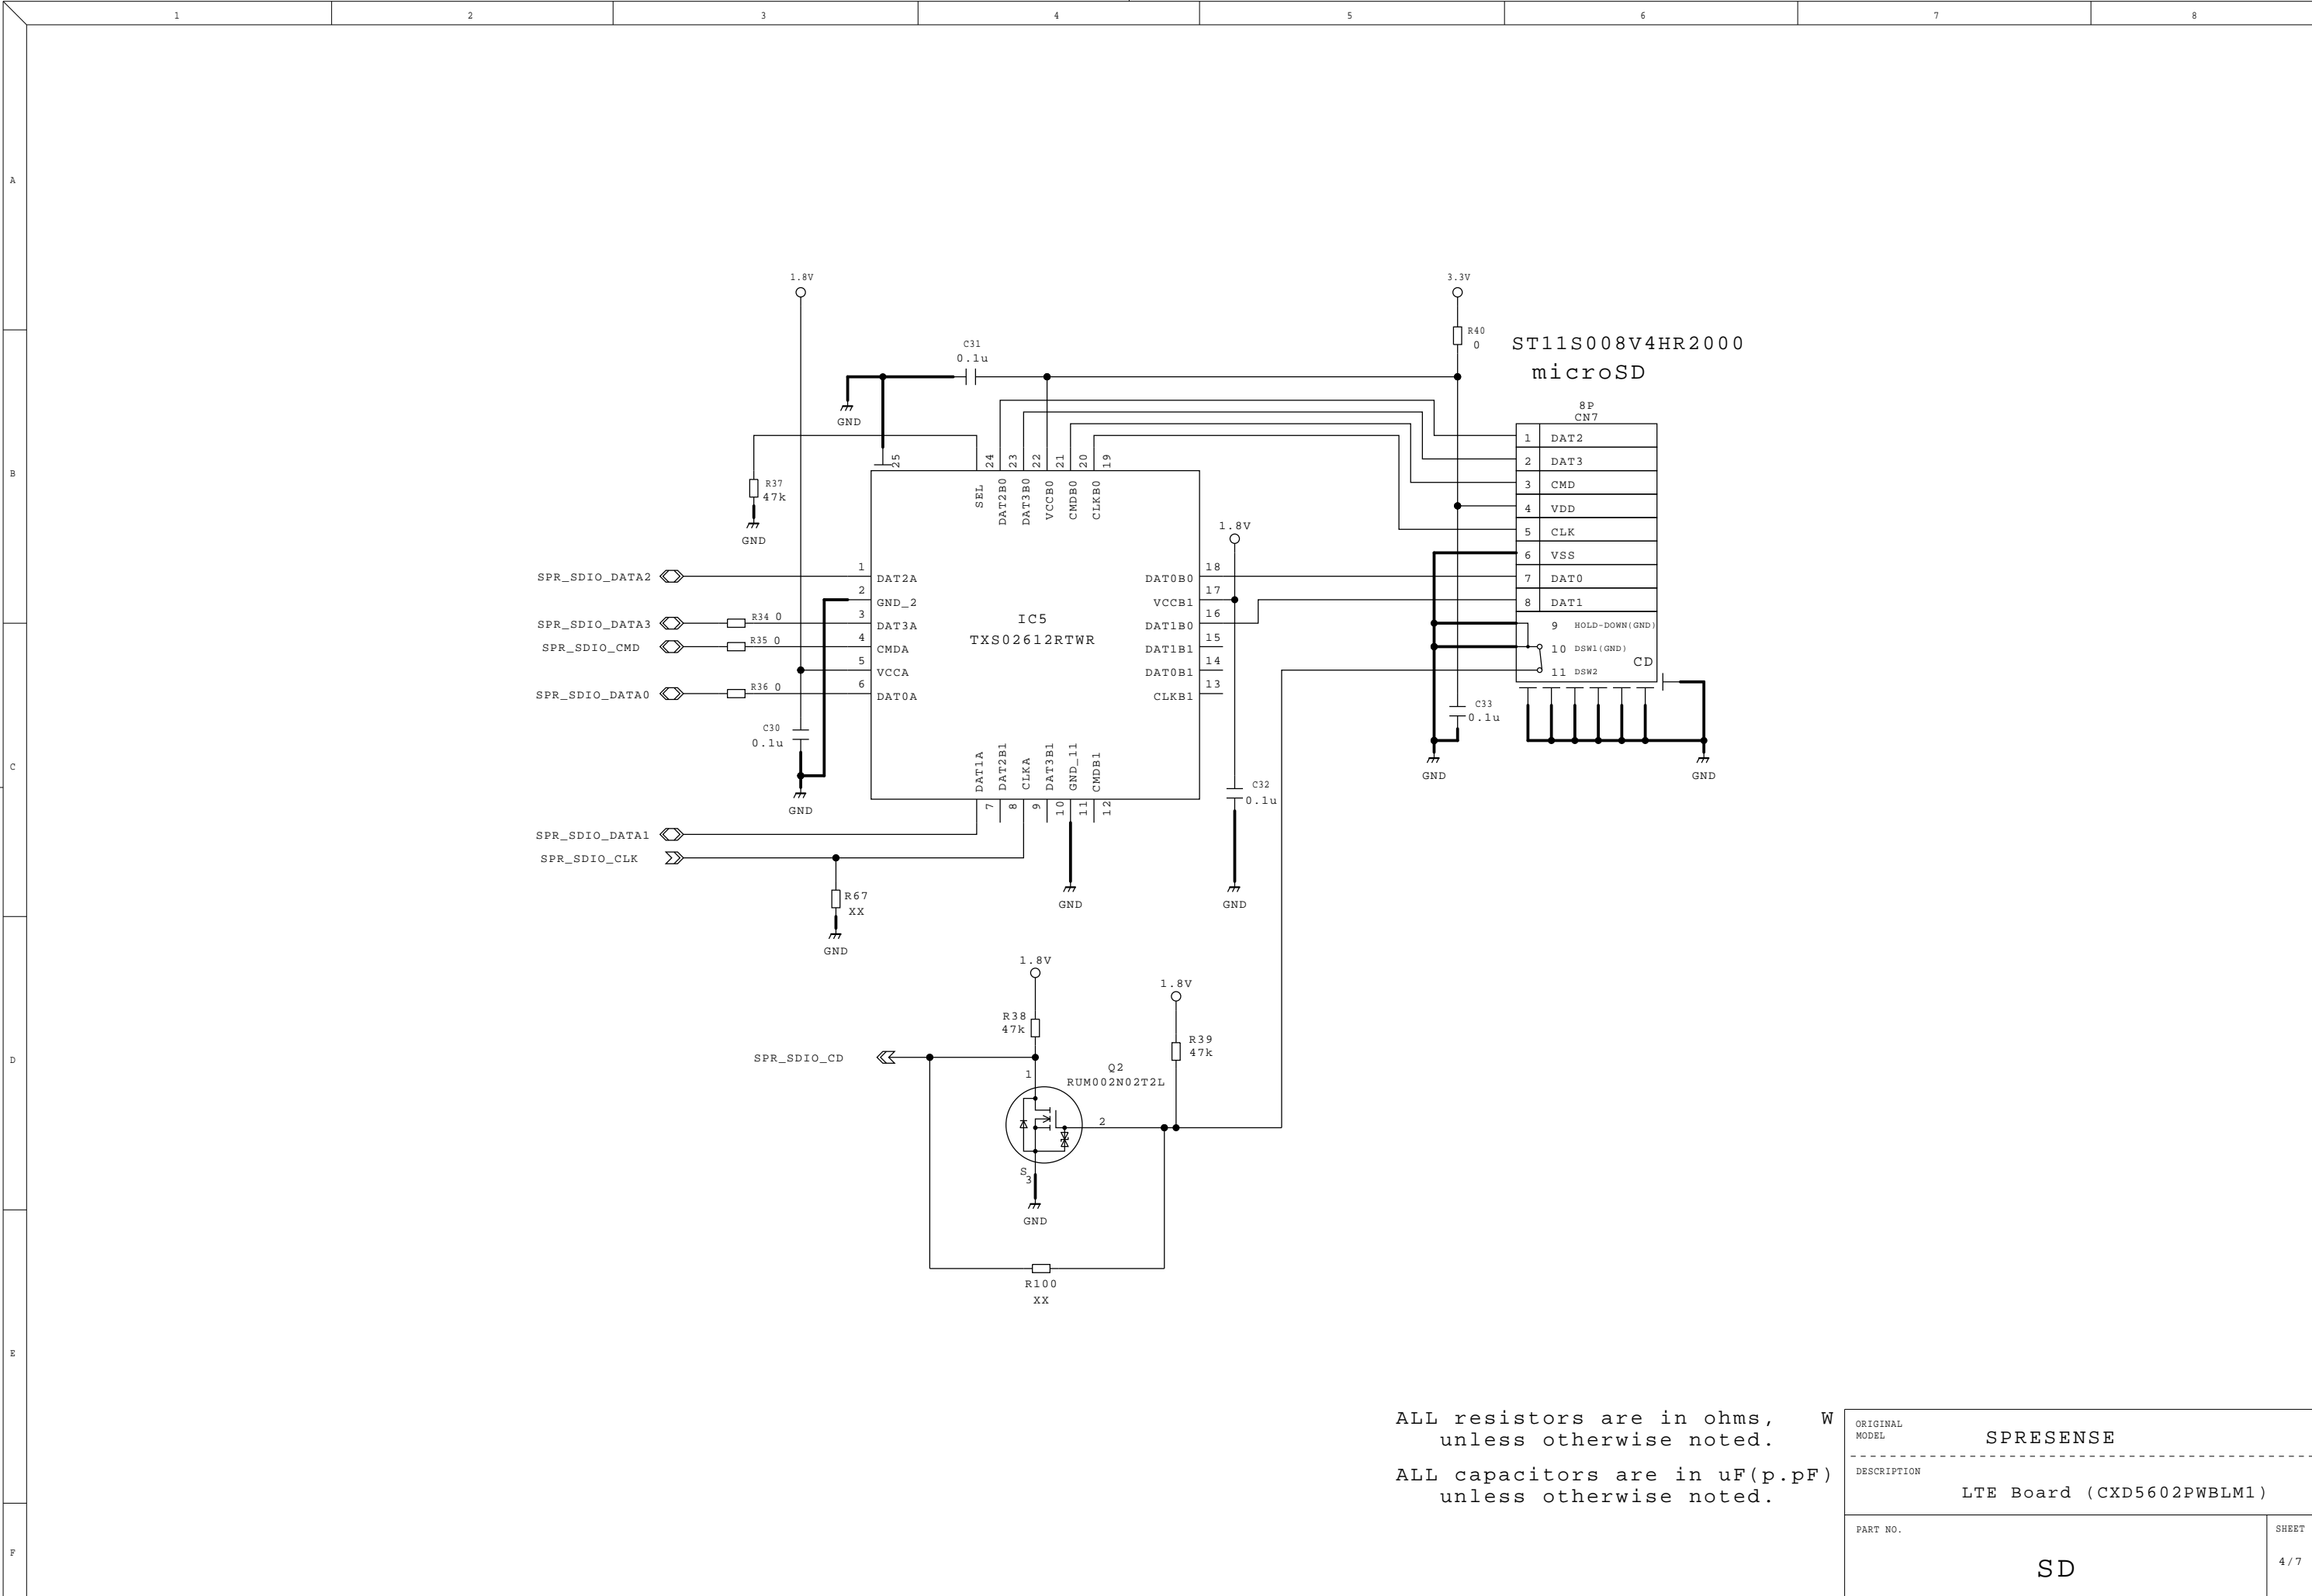 1 2 3 4 5 6 7 8
A
B
C
D
E
F
1.8V
3.3V
R40
0
ST11S008V4HR2000
microSD
C31
0.1u
GND
8P
CN7
1 DAT2
2 DAT3
3 CMD
4 VDD
5 CLK
6 VSS
7 DAT0
8 DAT1
9 HOLD-DOWN(GND)
10 DSW1(GND)
CD
11 DSW2
R37
47k
GND
25
24 23 22 21 20 19
SEL DAT2B0 DAT3B0 VCCB0 CMDB0 CLKB0
1.8V
SPR_SDIO_DATA2
1 DAT2A
2 GND_2
SPR_SDIO_DATA3 R34 0
3 DAT3A
SPR_SDIO_CMD R35 0
4 CMDA
5 VCCA
SPR_SDIO_DATA0 R36 0
6 DAT0A
IC5
TXS02612RTWR
DAT0B0 18
VCCB1 17
DAT1B0 16
DAT1B1 15
DAT0B1 14
CLKB1 13
C30
0.1u
GND
DAT1A DAT2B1 CLKA DAT3B1 GND_11 CMDB1
7 8 9 10 11 12
C33
0.1u
GND
GND
C32
0.1u
SPR_SDIO_DATA1
SPR_SDIO_CLK
R67
XX
GND
GND
GND
1.8V
1.8V
R38
47k
R39
47k
SPR_SDIO_CD
Q2
RUM002N02T2L
1
2
S
3
GND
R100
XX
ALL resistors are in ohms, W
unless otherwise noted.
ALL capacitors are in uF(p.pF)
unless otherwise noted.
ORIGINAL
MODEL
SPRESENSE
DESCRIPTION
LTE Board (CXD5602PWBLM1)
PART NO.
SD
SHEET
4/7